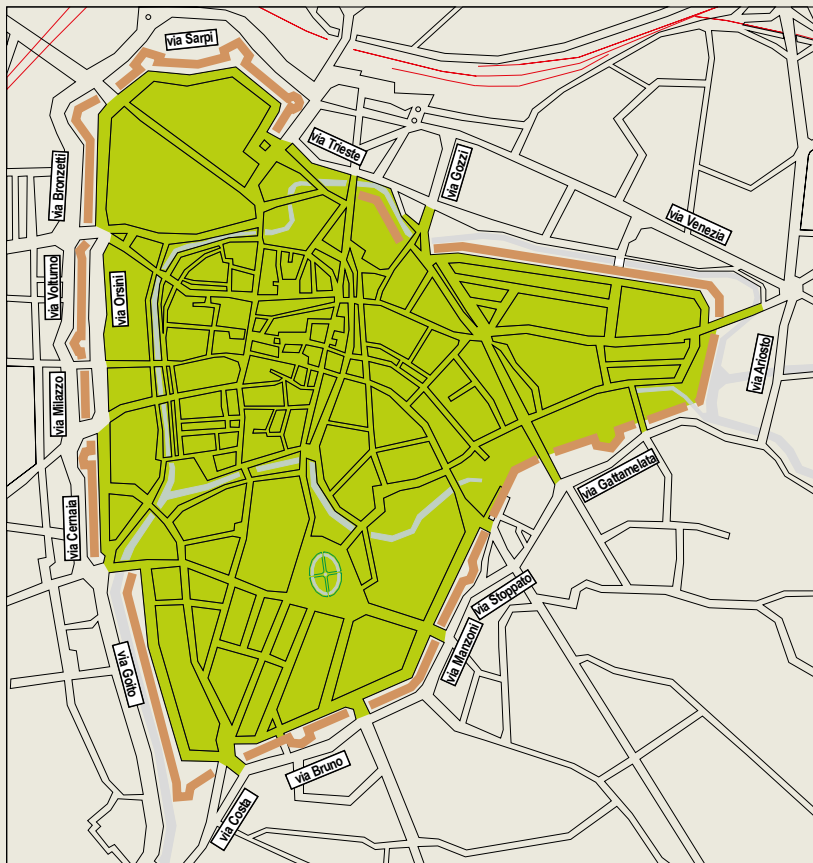 via Sarpi
via Trieste
via Gozzi
via Bronzetti
via Venezia
via Volturno
via Orsini
via Ariosto
via Milazzo
via Gattamelata
via Cernaia
via Stoppato
via Manzoni
via Goito
via Bruno
via Costa